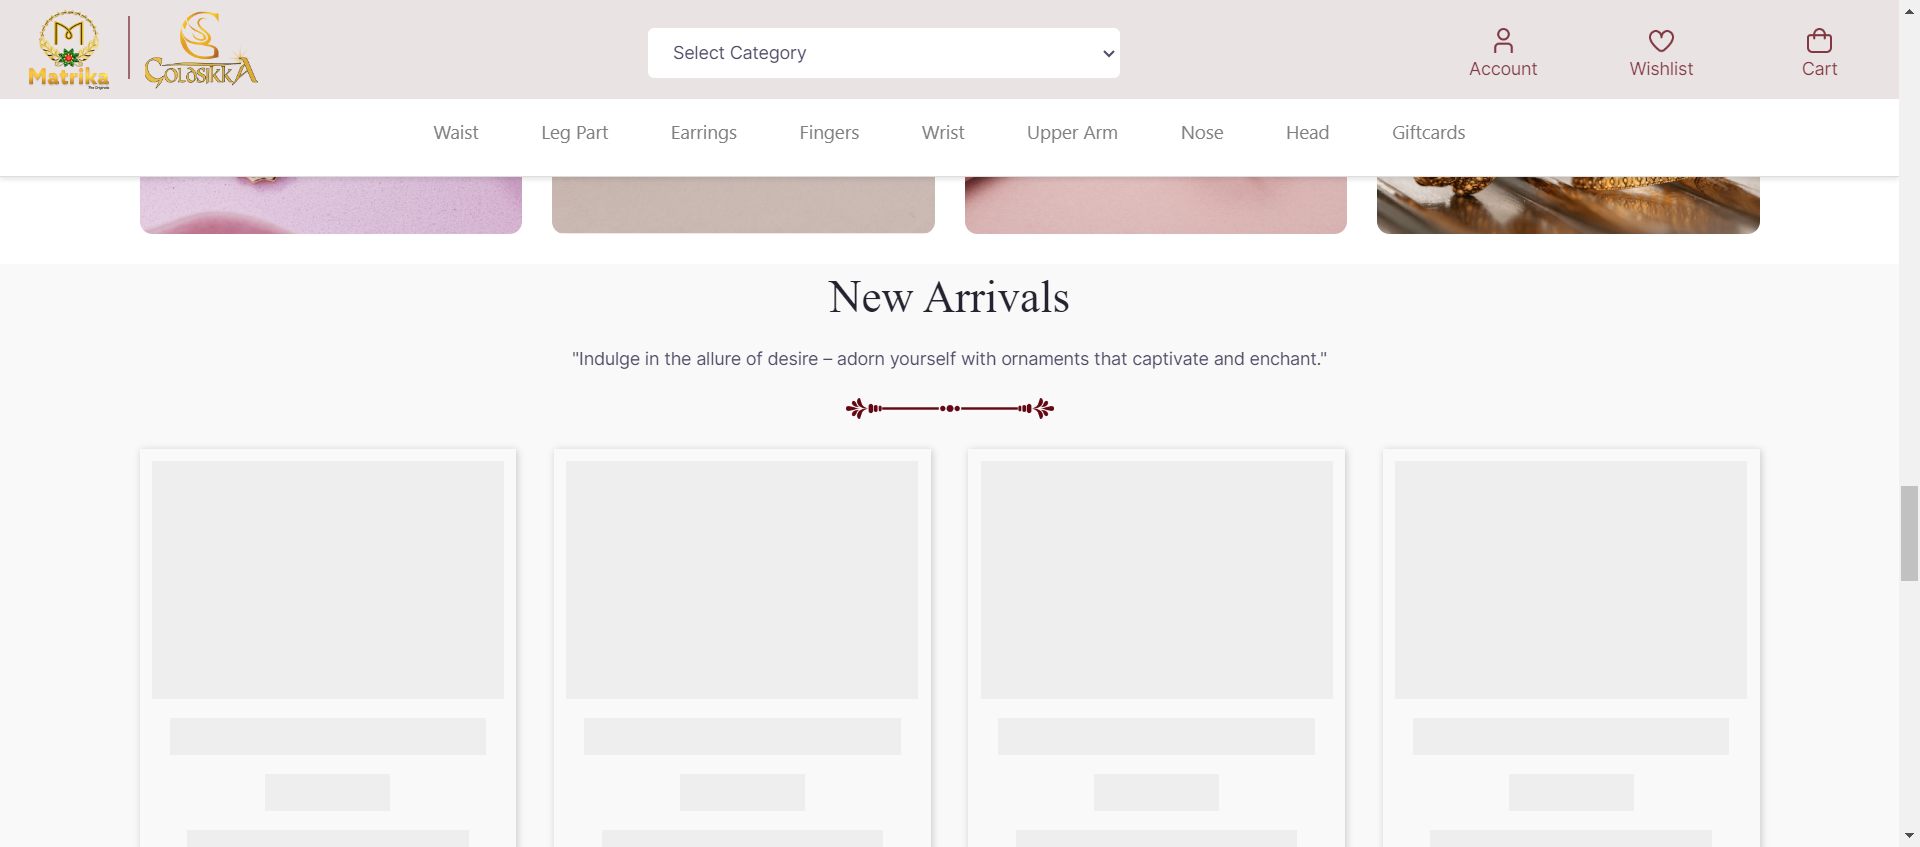 Matrika
GOLDSIKKA
Select Category
Account
Wishlist
Cart
Waist
Leg Part
Earrings
Fingers
Wrist
Upper Arm
Nose
Head
Giftcards
New Arrivals
"Indulge in the allure of desire – adorn yourself with ornaments that captivate and enchant."